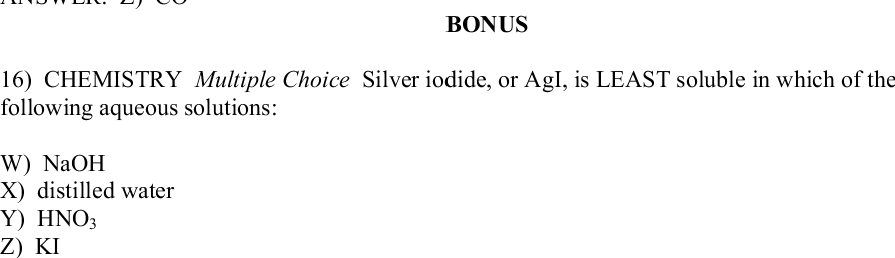 ANSWER: Z) CO
BONUS
16) CHEMISTRY Multiple Choice Silver iodide, or AgI, is LEAST soluble in which of the
following aqueous solutions:
W) NaOH
X) distilled water
Y) HNO₃
Z) KI